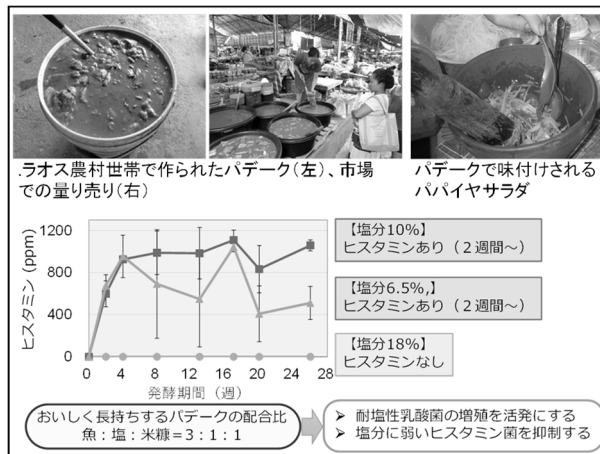 .ラオス農村世帯で作られたパデーク(左)、市場
での量り売り(右)
パデークで味付けされる
パパイヤサラダ
ヒスタミン (ppm)
1200
800
400
0
0 4 8 12 16 20 24 28
発酵期間(週)
【塩分10%】
ヒスタミンあり(2週間～)
【塩分6.5%,】
ヒスタミンあり(2週間～)
【塩分18%】
ヒスタミンなし
おいしく長持ちするパデークの配合比
魚:塩:米糠=3:1:1
➢ 耐塩性乳酸菌の増殖を活発にする
➢ 塩分に弱いヒスタミン菌を抑制する